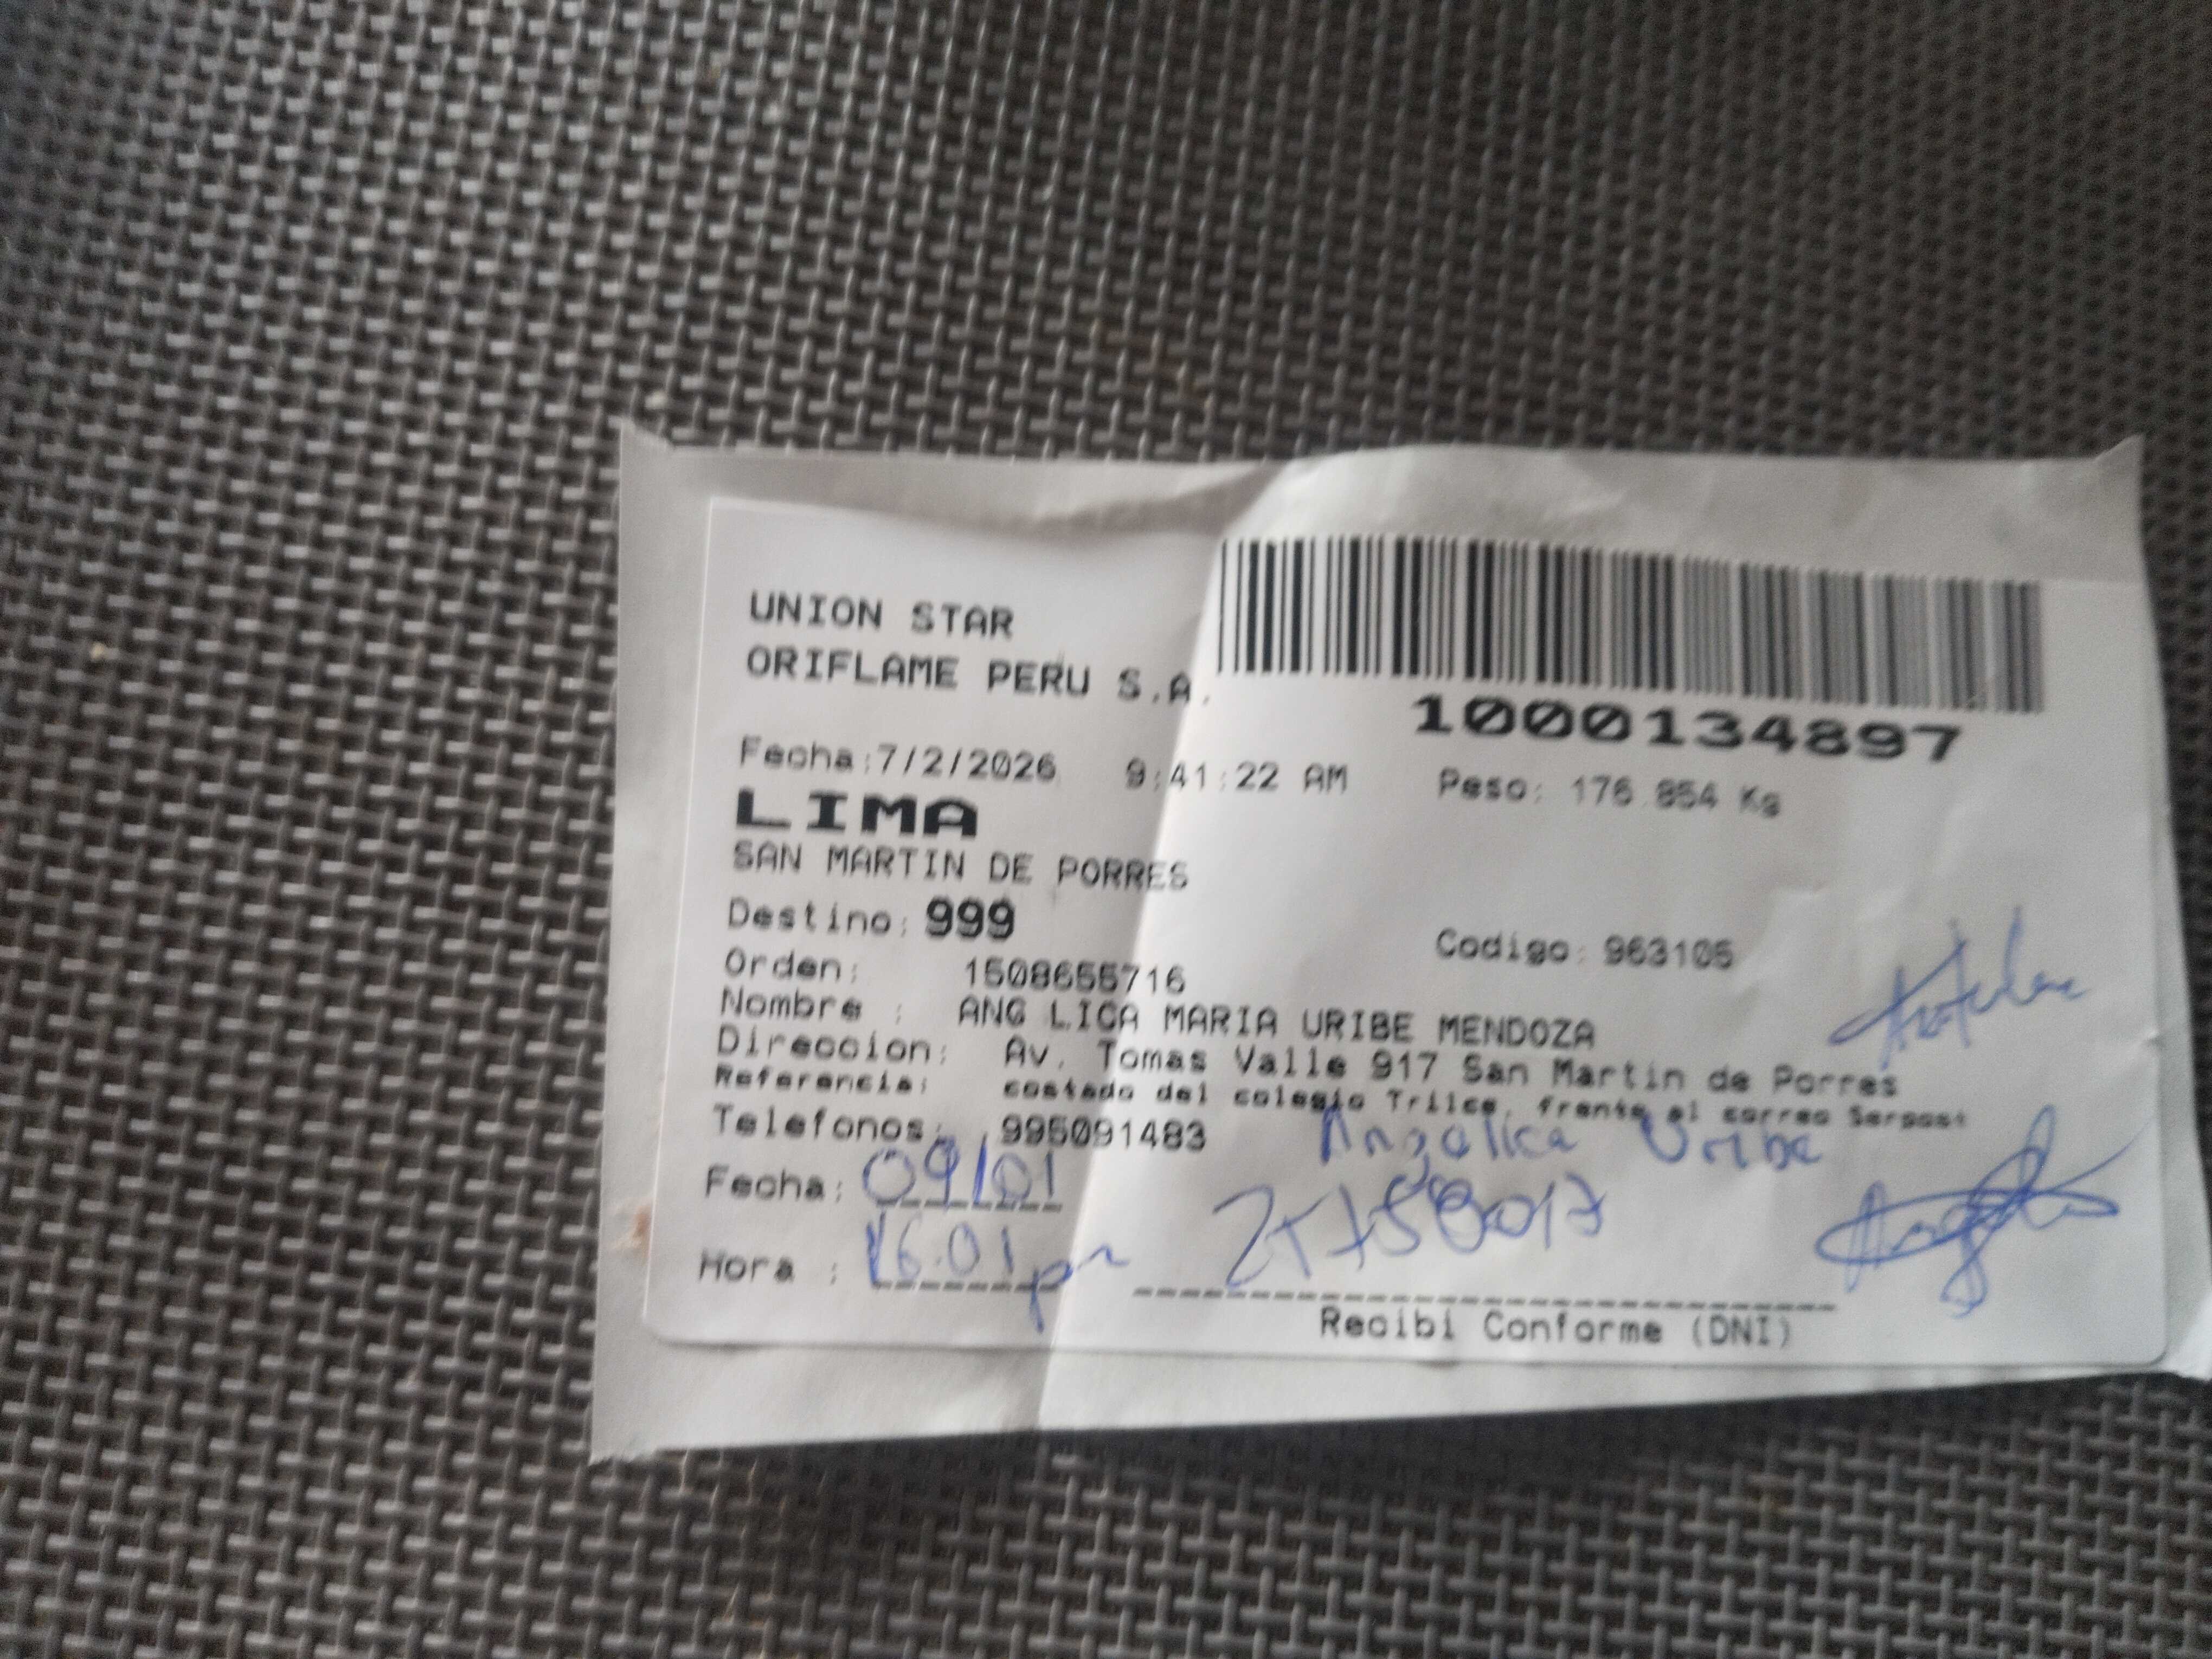 UNION STAR
ORIFLAME PERU S.A.
1000134897
Fecha:7/2/2026 9:41:22 AM Peso: 176.854 Kg
LIMA
SAN MARTIN DE PORRES
Destino: 999
Codigo: 963105
Orden: 1508655716
Nombre : ANG LICA MARIA URIBE MENDOZA
Direccion: Av. Tomas Valle 917 San Martin de Porres
Referencia: costado del colegio Trilce, frente al correo Serpost
Telefonos: 995091483
Angelica Uribe
Fecha: 09/01
Hora : 16:01 pm
Recibi Conforme (DNI)